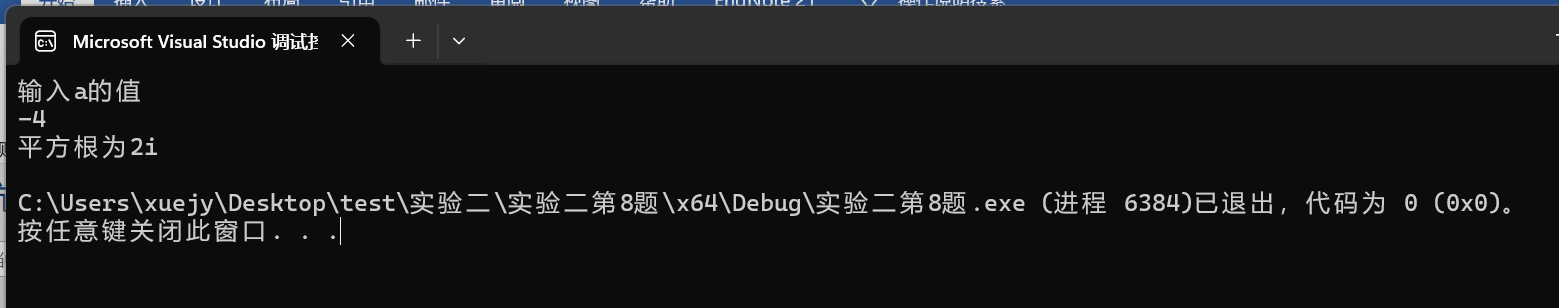 Microsoft Visual Studio 调试
输入a的值
-4
平方根为2i
C:\Users\xuejy\Desktop\test\实验二\实验二第8题\x64\Debug\实验二第8题.exe (进程 6384)已退出，代码为 0 (0x0)。
按任意键关闭此窗口. . .